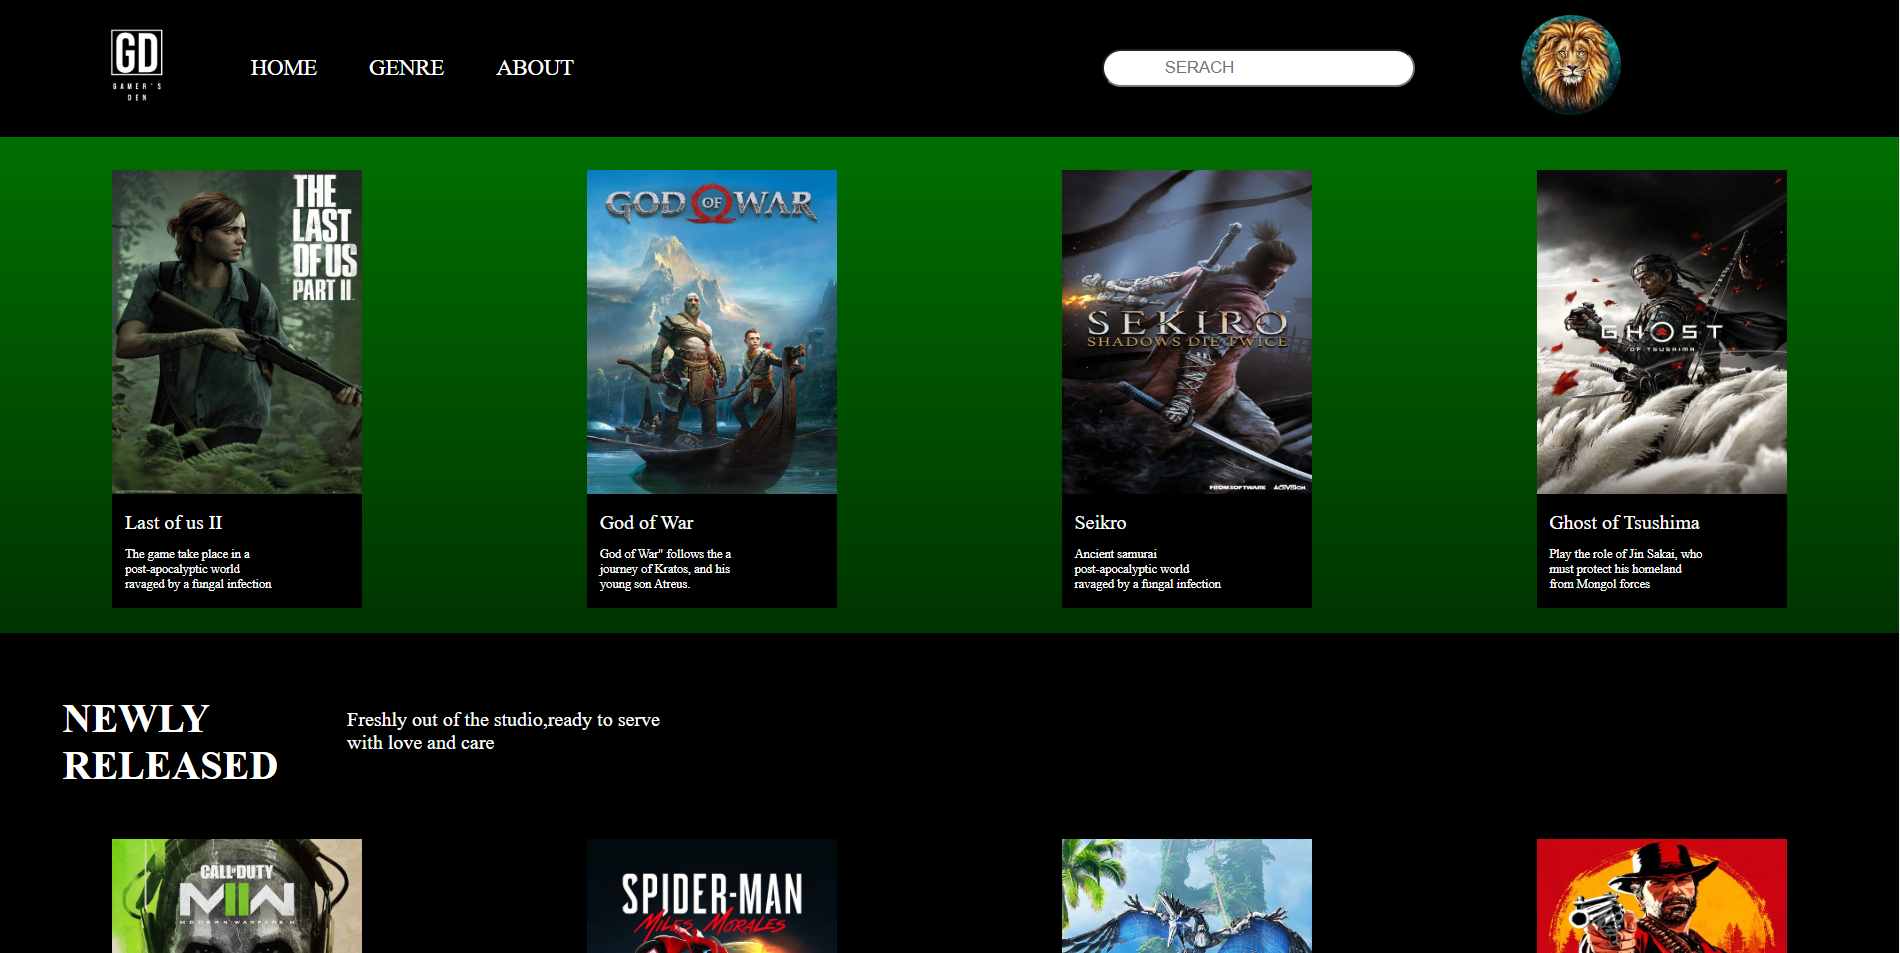 GD
GAMER'S
DEN
HOME
GENRE
ABOUT
SERACH
THE
LAST
OF US
PART II
GOD OF WAR
SEKIRO
SHADOWS DIE TWICE
FROMSOFTWARE
ACTIVISION
GHOST
OF TSUSHIMA
Last of us II
The game take place in a
post-apocalyptic world
ravaged by a fungal infection
God of War
God of War" follows the a
journey of Kratos, and his
young son Atreus.
Seikro
Ancient samurai
post-apocalyptic world
ravaged by a fungal infection
Ghost of Tsushima
Play the role of Jin Sakai, who
must protect his homeland
from Mongol forces
NEWLY
RELEASED
Freshly out of the studio,ready to serve
with love and care
CALL OF DUTY
MWII
MODERN WARFARE II
SPIDER-MAN
MILES MORALES